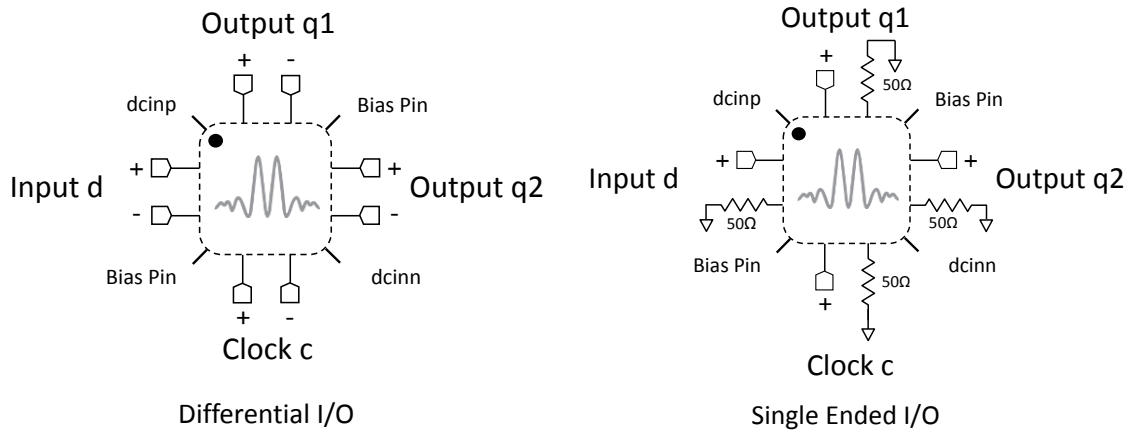 Output q1
+ -
dcinp
Bias Pin
Input d
+
-
+
-
Output q2
Bias Pin
dcinn
+ -
Clock c
Differential I/O
Output q1
+
50Ω
dcinp
Bias Pin
Input d
+
50Ω
+
50Ω
Output q2
Bias Pin
dcinn
+
50Ω
Clock c
Single Ended I/O